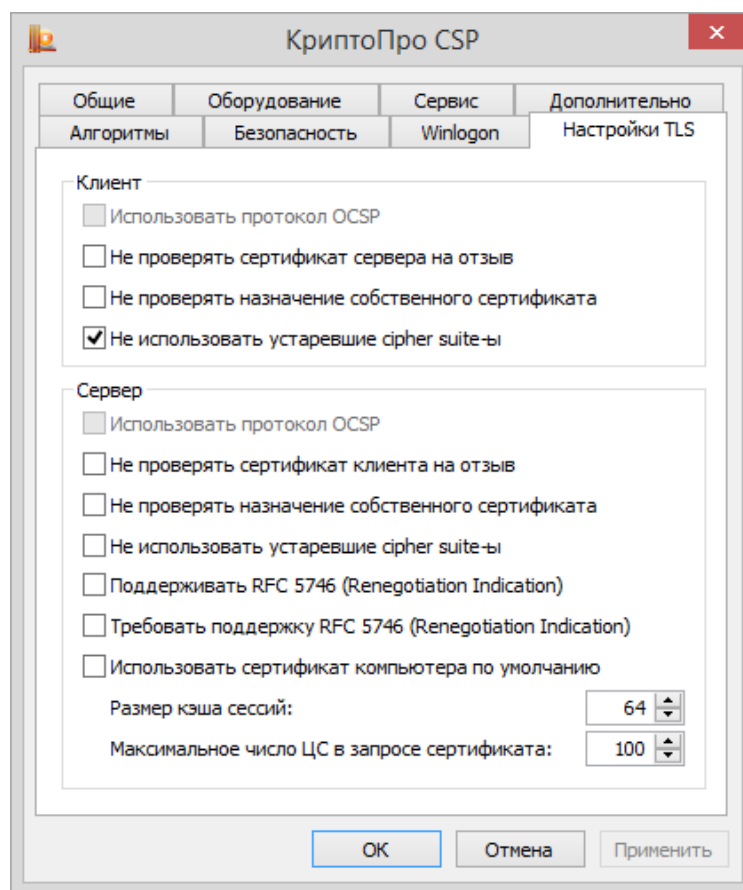 КриптоПро CSP
Общие Оборудование Сервис Дополнительно
Алгоритмы Безопасность Winlogon Настройки TLS
Клиент
Использовать протокол OCSP
Не проверять сертификат сервера на отзыв
Не проверять назначение собственного сертификата
Не использовать устаревшие cipher suite-ы
Сервер
Использовать протокол OCSP
Не проверять сертификат клиента на отзыв
Не проверять назначение собственного сертификата
Не использовать устаревшие cipher suite-ы
Поддерживать RFC 5746 (Renegotiation Indication)
Требовать поддержку RFC 5746 (Renegotiation Indication)
Использовать сертификат компьютера по умолчанию
Размер кэша сессий: 64
Максимальное число ЦС в запросе сертификата: 100
ОК Отмена Применить